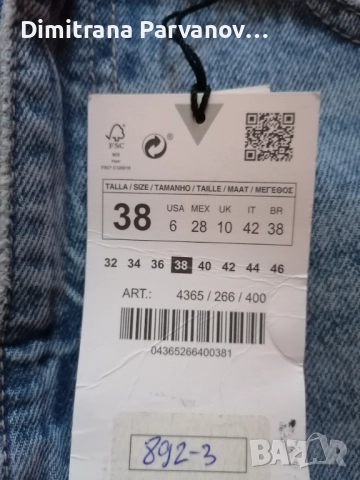 Dimitrana Parvanov...
FSC
TALLA / SIZE / TAMANHO / TAILLE / MAAT / ΜΕΓΕΘΟΣ
38
USA MEX UK IT BR
6 28 10 42 38
32 34 36 38 40 42 44 46
ART.: 4365 / 266 / 400
04365266400381
892-3
BAZAR